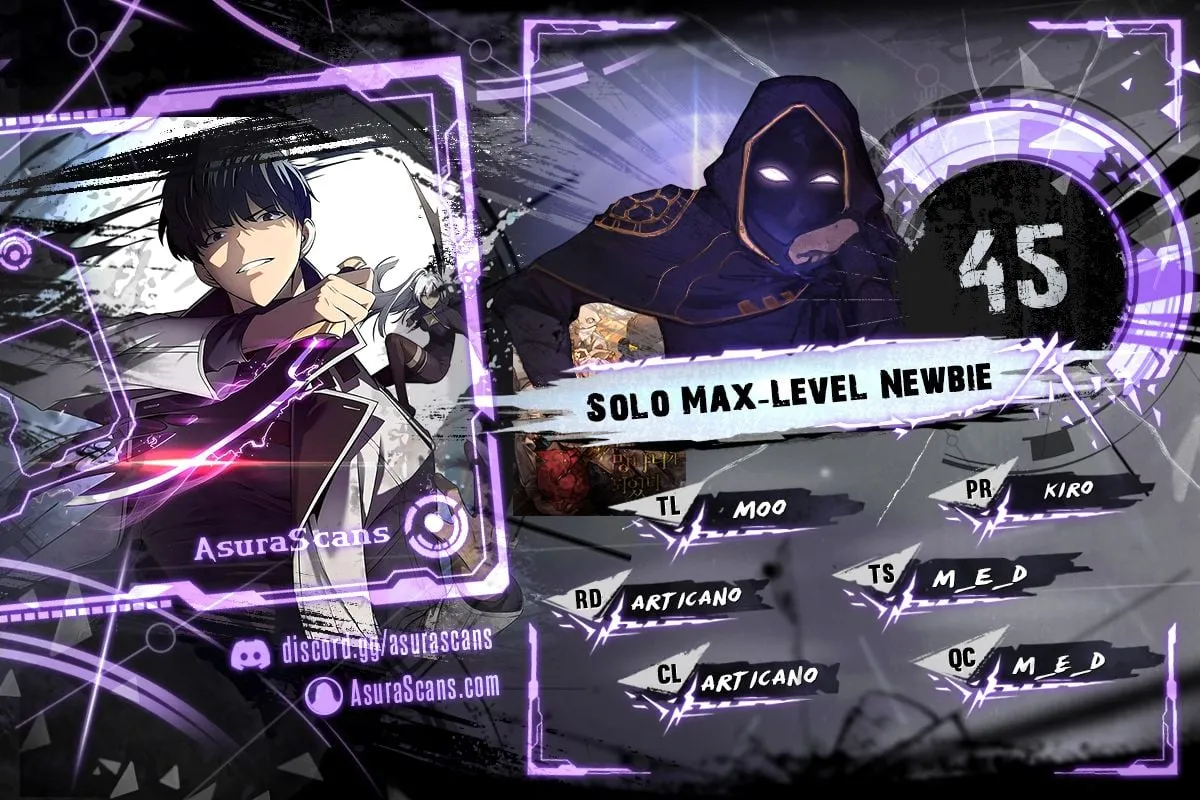 45
SOLO MAX-LEVEL NEWBIE
TL MOO
PR KIRO
RD ARTICANO
TS M_E_D
CL ARTICANO
QC M_E_D
AsuraScans
discord.gg/asurascans
AsuraScans.com